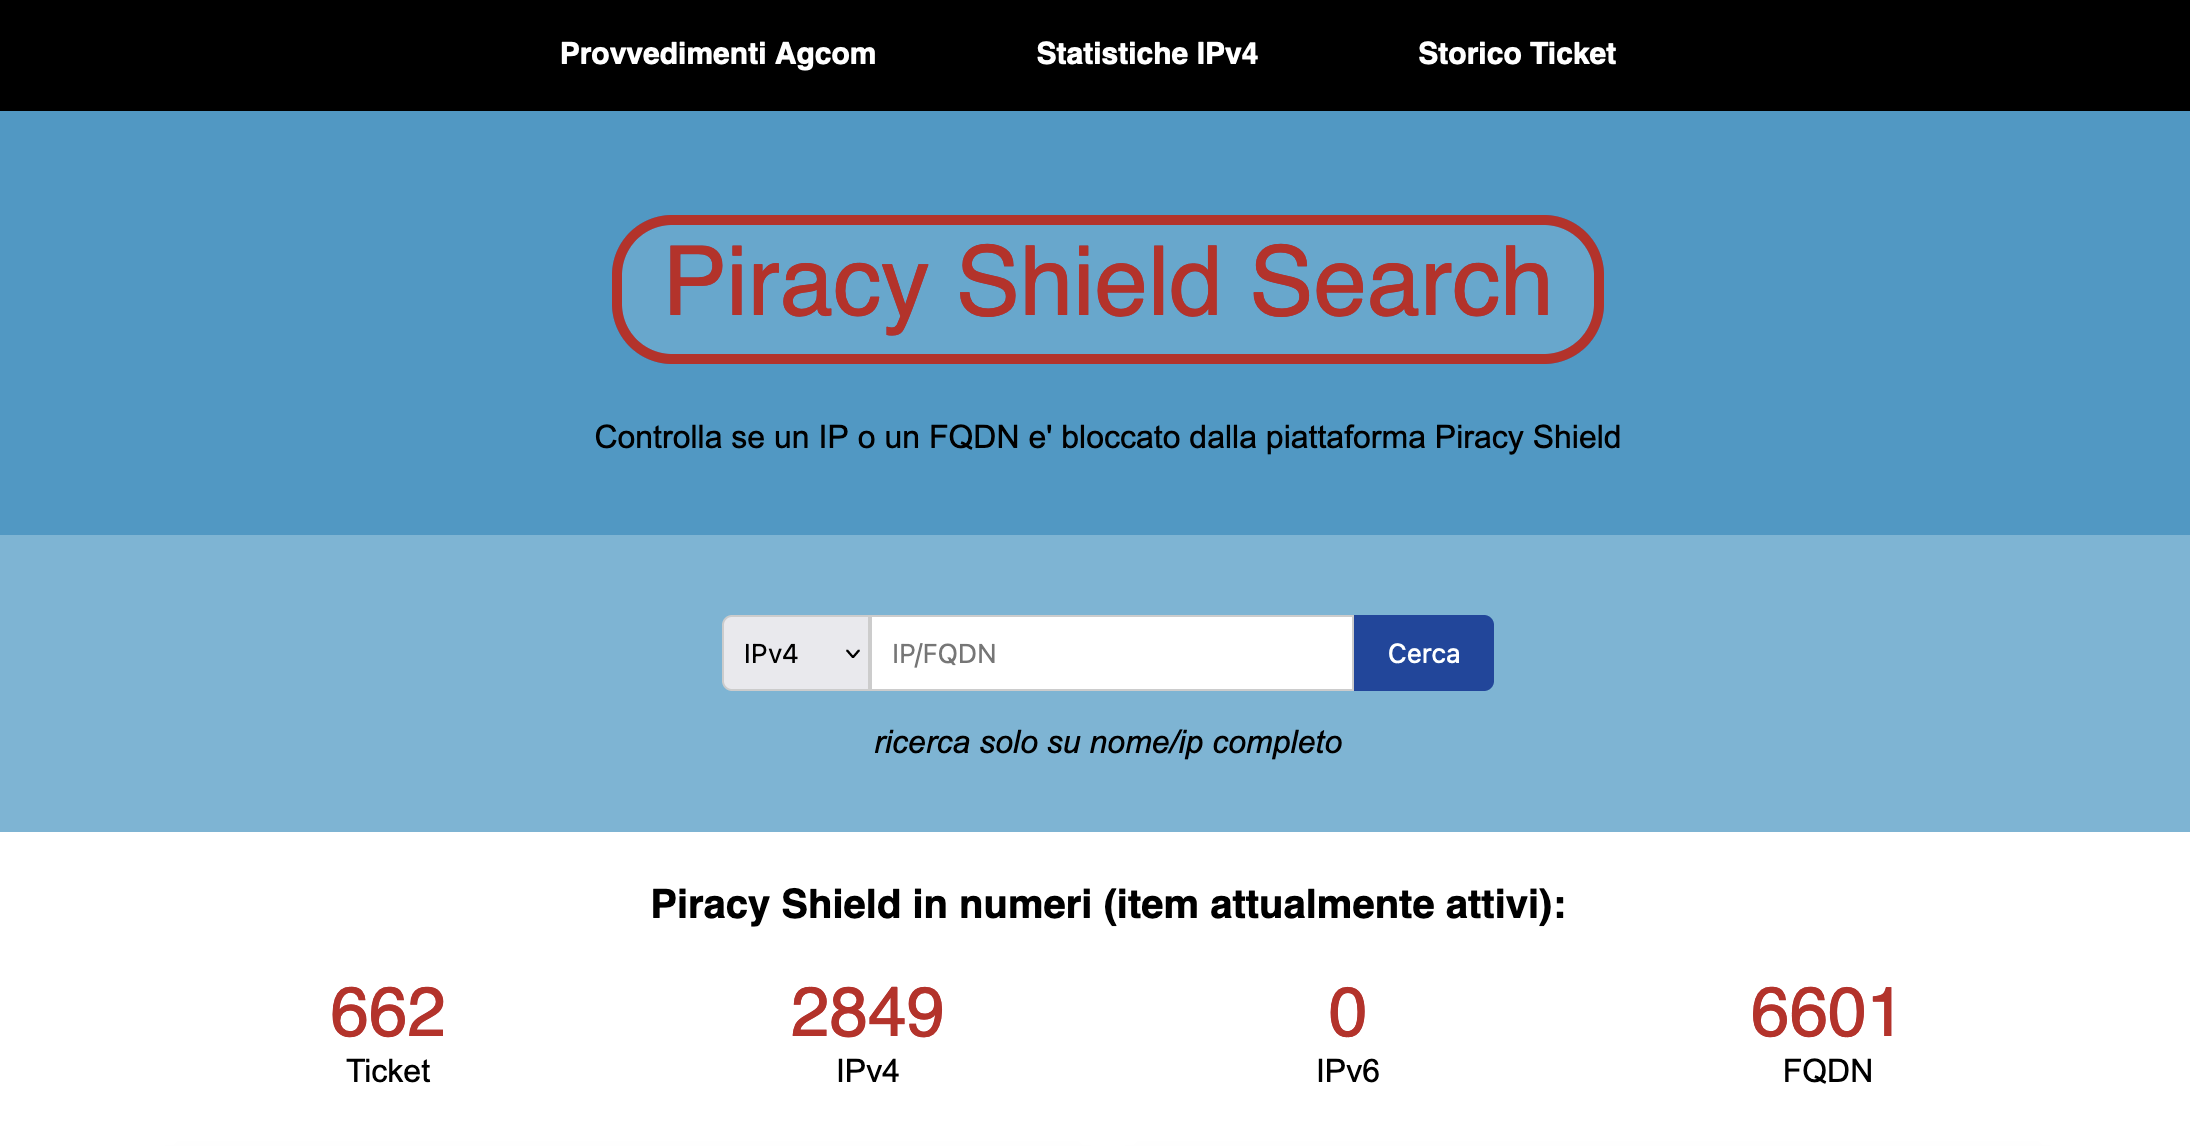 Provvedimenti Agcom Statistiche IPv4 Storico Ticket
Piracy Shield Search
Controlla se un IP o un FQDN e' bloccato dalla piattaforma Piracy Shield
IPv4 IP/FQDN Cerca
ricerca solo su nome/ip completo
Piracy Shield in numeri (item attualmente attivi):
662 2849 0 6601
Ticket IPv4 IPv6 FQDN